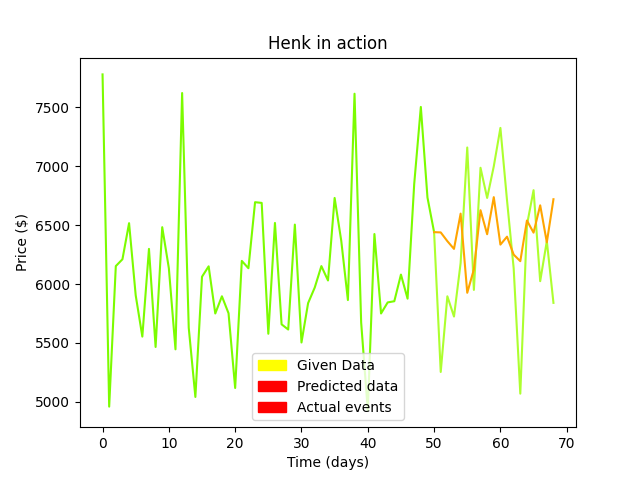 Henk in action
Price ($)
7500
7000
6500
6000
5500
5000
Given Data
Predicted data
Actual events
0 10 20 30 40 50 60 70
Time (days)